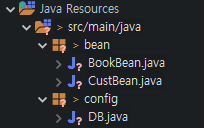 Java Resources
> src/main/java
> bean
BookBean.java
CustBean.java
> config
DB.java